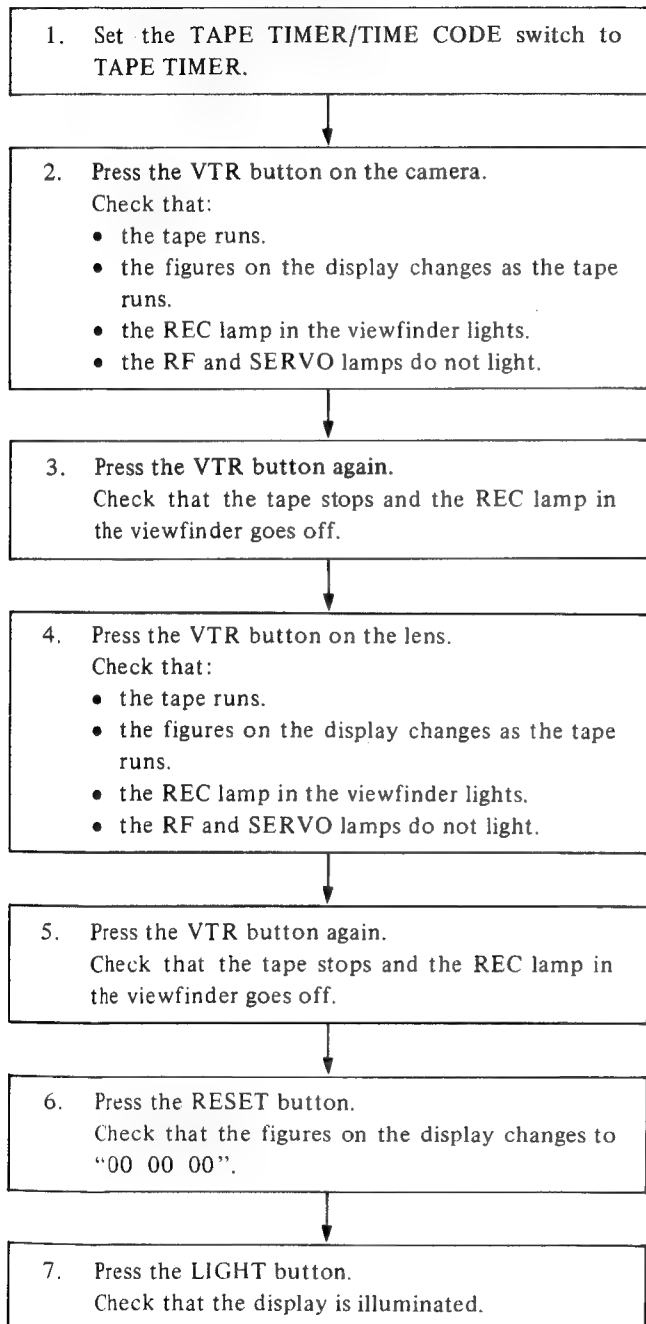 1. Set the TAPE TIMER/TIME CODE switch to
TAPE TIMER.
2. Press the VTR button on the camera.
Check that:
• the tape runs.
• the figures on the display changes as the tape
runs.
• the REC lamp in the viewfinder lights.
• the RF and SERVO lamps do not light.
3. Press the VTR button again.
Check that the tape stops and the REC lamp in
the viewfinder goes off.
4. Press the VTR button on the lens.
Check that:
• the tape runs.
• the figures on the display changes as the tape
runs.
• the REC lamp in the viewfinder lights.
• the RF and SERVO lamps do not light.
5. Press the VTR button again.
Check that the tape stops and the REC lamp in
the viewfinder goes off.
6. Press the RESET button.
Check that the figures on the display changes to
“00 00 00”.
7. Press the LIGHT button.
Check that the display is illuminated.